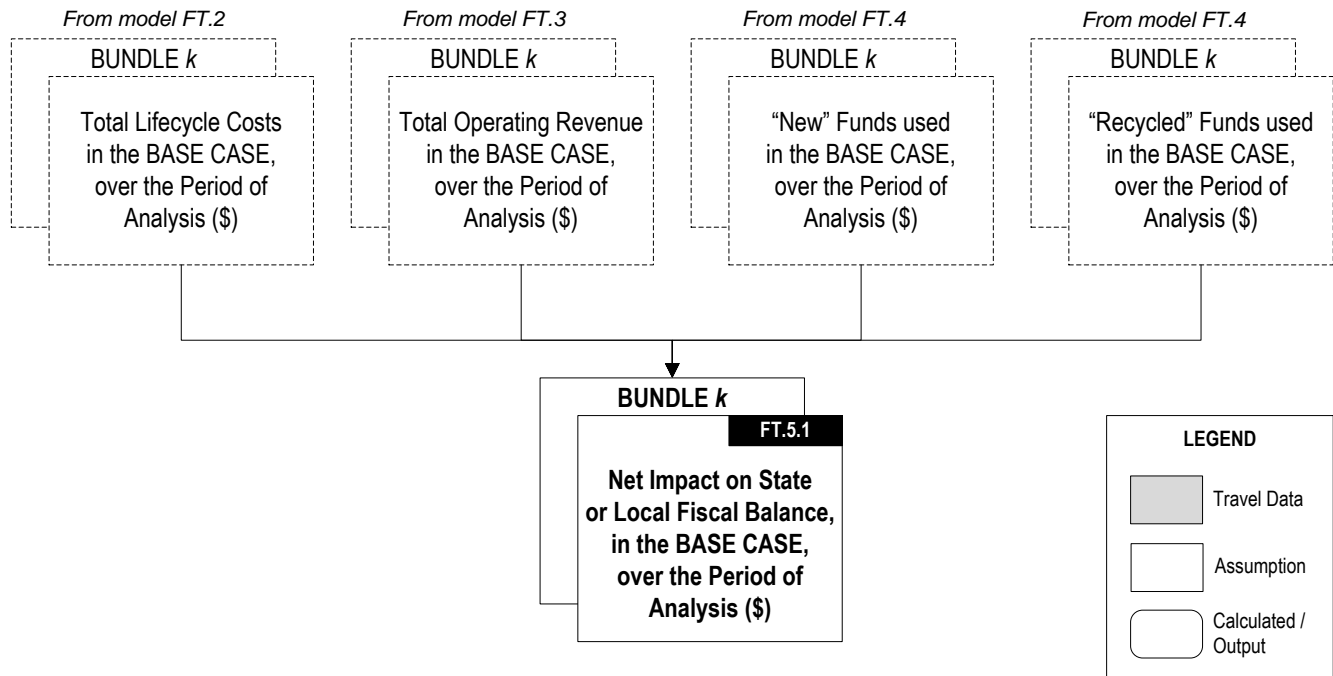 From model FT.2
BUNDLE k
Total Lifecycle Costs
in the BASE CASE,
over the Period of
Analysis ($)
From model FT.3
BUNDLE k
Total Operating Revenue
in the BASE CASE,
over the Period of
Analysis ($)
From model FT.4
BUNDLE k
“New” Funds used
in the BASE CASE,
over the Period of
Analysis ($)
From model FT.4
BUNDLE k
“Recycled” Funds used
in the BASE CASE,
over the Period of
Analysis ($)
BUNDLE k
FT.5.1
Net Impact on State
or Local Fiscal Balance,
in the BASE CASE,
over the Period of
Analysis ($)
LEGEND
Travel Data
Assumption
Calculated /
Output